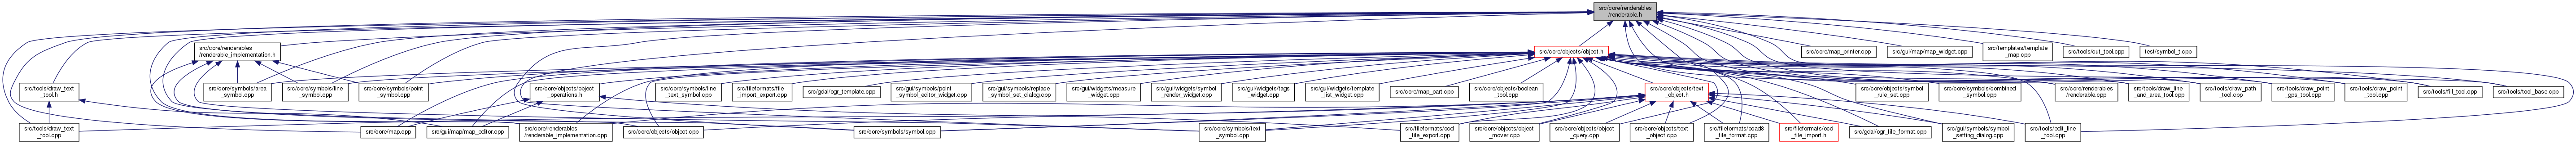 src/core/renderables
/renderable.h
src/core/renderables
/renderable_implementation.h
src/core/objects/object.h
src/core/map_printer.cpp
src/gui/map/map_widget.cpp
src/templates/template
_map.cpp
src/tools/cut_tool.cpp
test/symbol_t.cpp
src/tools/draw_text
_tool.h
src/core/symbols/area
_symbol.cpp
src/core/symbols/line
_symbol.cpp
src/core/symbols/point
_symbol.cpp
src/core/objects/object
_operations.h
src/core/symbols/line
_text_symbol.cpp
src/fileformats/file
_import_export.cpp
src/gdal/ogr_template.cpp
src/gui/symbols/point
_symbol_editor_widget.cpp
src/gui/symbols/replace
_symbol_set_dialog.cpp
src/gui/widgets/measure
_widget.cpp
src/gui/widgets/symbol
_render_widget.cpp
src/gui/widgets/tags
_widget.cpp
src/gui/widgets/template
_list_widget.cpp
src/core/map_part.cpp
src/core/objects/boolean
_tool.cpp
src/core/objects/text
_object.h
src/core/objects/symbol
_rule_set.cpp
src/core/symbols/combined
_symbol.cpp
src/core/renderables
/renderable.cpp
src/tools/draw_line
_and_area_tool.cpp
src/tools/draw_path
_tool.cpp
src/tools/draw_point
_gps_tool.cpp
src/tools/draw_point
_tool.cpp
src/tools/fill_tool.cpp
src/tools/tool_base.cpp
src/tools/draw_text
_tool.cpp
src/core/map.cpp
src/gui/map/map_editor.cpp
src/core/renderables
/renderable_implementation.cpp
src/core/objects/object.cpp
src/core/symbols/symbol.cpp
src/core/symbols/text
_symbol.cpp
src/fileformats/ocd
_file_export.cpp
src/core/objects/object
_mover.cpp
src/core/objects/object
_query.cpp
src/core/objects/text
_object.cpp
src/fileformats/ocad8
_file_format.cpp
src/fileformats/ocd
_file_import.h
src/gdal/ogr_file_format.cpp
src/gui/symbols/symbol
_setting_dialog.cpp
src/tools/edit_line
_tool.cpp